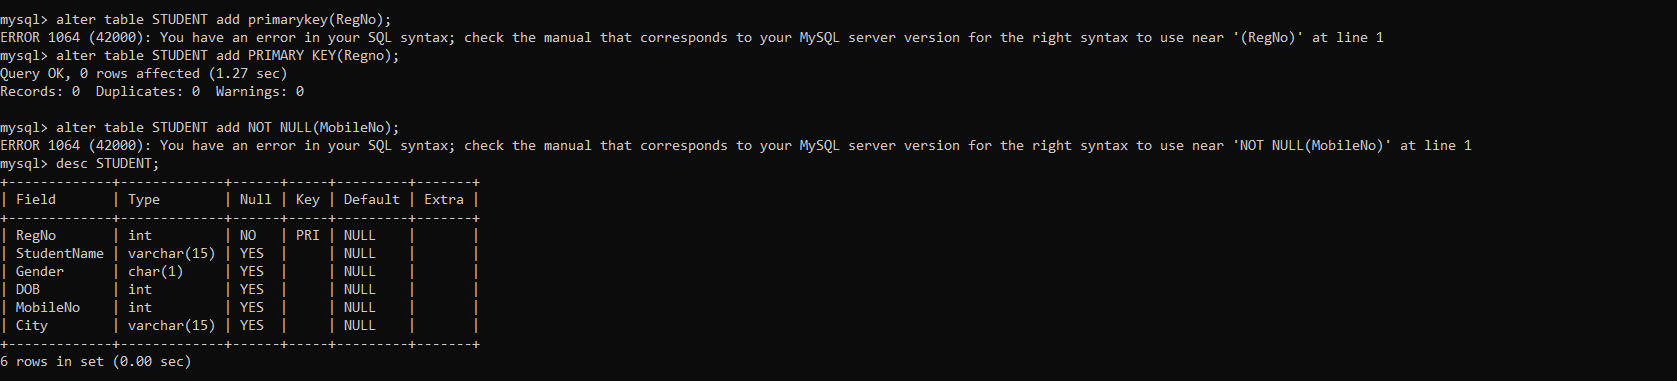 mysql> alter table STUDENT add primarykey(RegNo);
ERROR 1064 (42000): You have an error in your SQL syntax; check the manual that corresponds to your MySQL server version for the right syntax to use near '(RegNo)' at line 1
mysql> alter table STUDENT add PRIMARY KEY(Regno);
Query OK, 0 rows affected (1.27 sec)
Records: 0  Duplicates: 0  Warnings: 0

mysql> alter table STUDENT add NOT NULL(MobileNo);
ERROR 1064 (42000): You have an error in your SQL syntax; check the manual that corresponds to your MySQL server version for the right syntax to use near 'NOT NULL(MobileNo)' at line 1
mysql> desc STUDENT;
+-------------+-------------+------+-----+---------+-------+
| Field       | Type        | Null | Key | Default | Extra |
+-------------+-------------+------+-----+---------+-------+
| RegNo       | int         | NO   | PRI | NULL    |       |
| StudentName | varchar(15) | YES  |     | NULL    |       |
| Gender      | char(1)     | YES  |     | NULL    |       |
| DOB         | int         | YES  |     | NULL    |       |
| MobileNo    | int         | YES  |     | NULL    |       |
| City        | varchar(15) | YES  |     | NULL    |       |
+-------------+-------------+------+-----+---------+-------+
6 rows in set (0.00 sec)